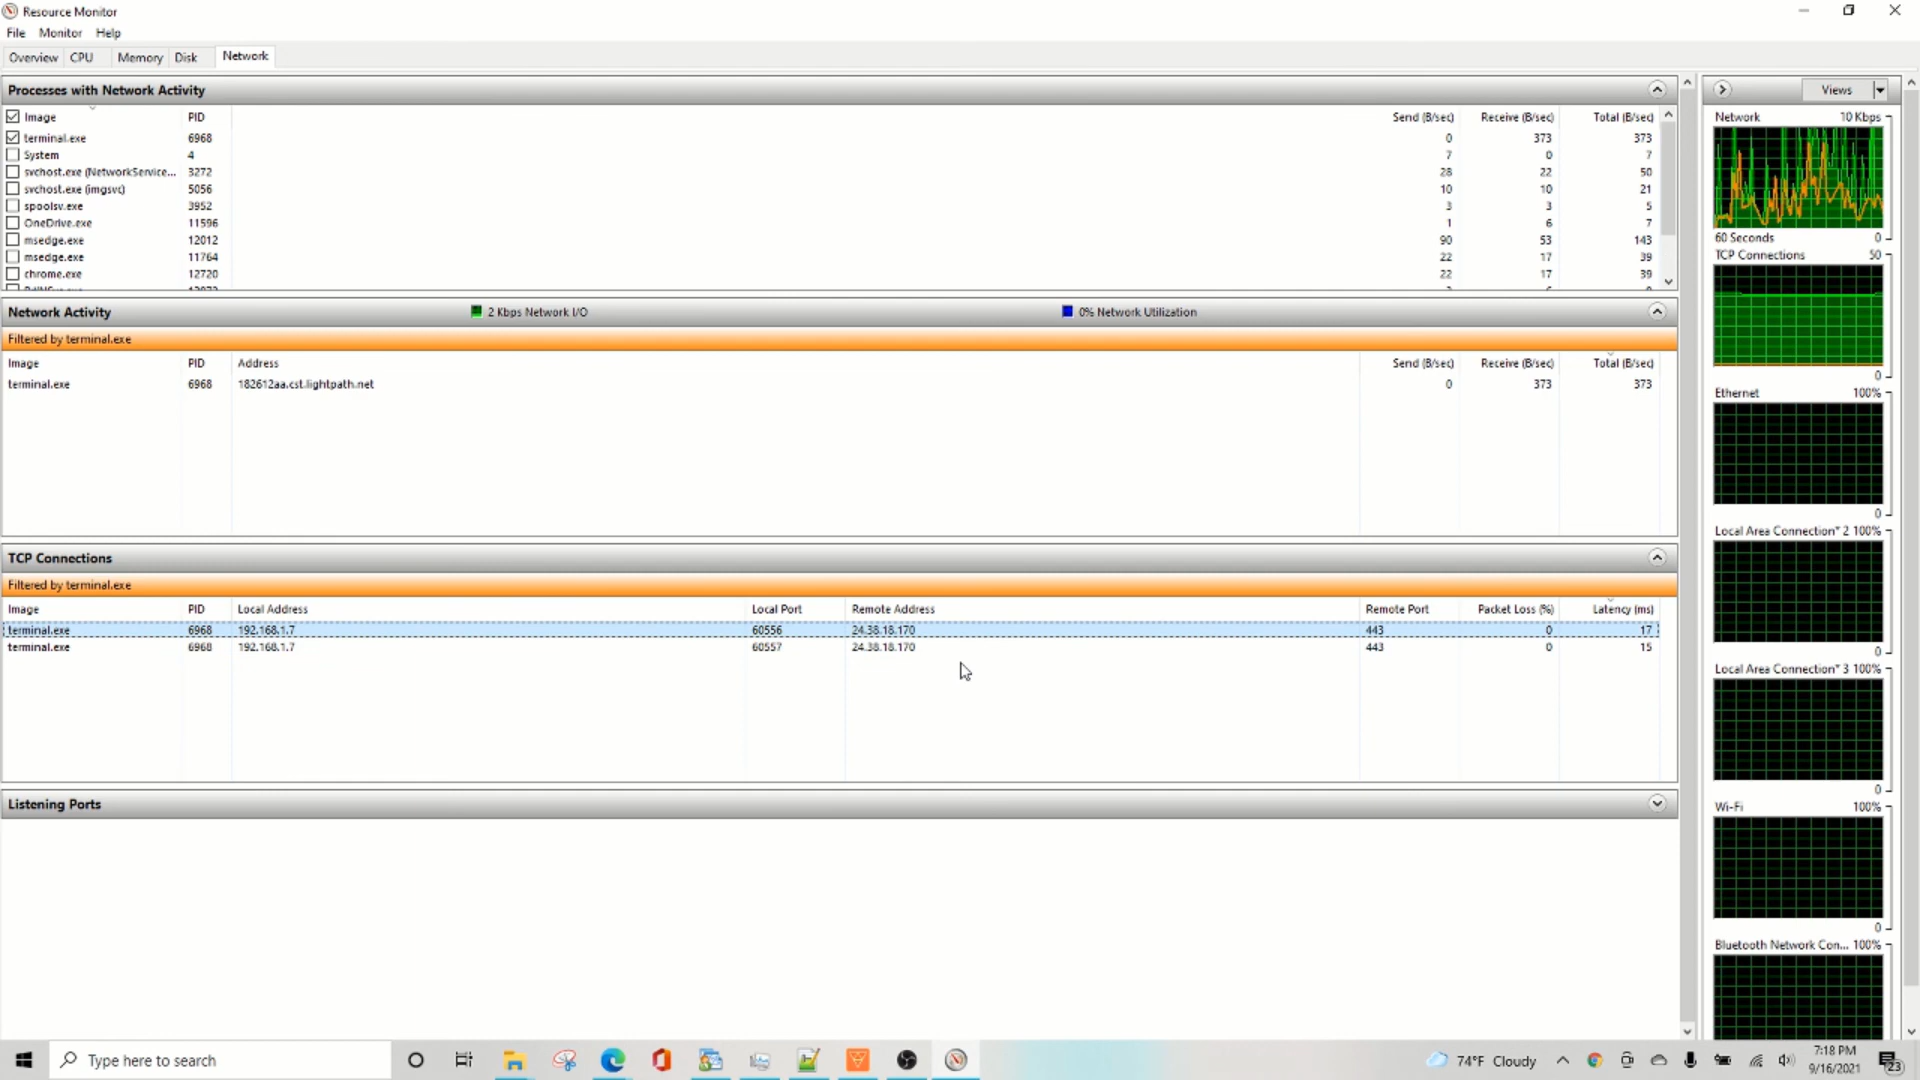 Resource Monitor
File Monitor Help
Overview CPU Memory Disk Network
Processes with Network Activity
Image PID Send (B/sec) Receive (B/sec) Total (B/sec)
terminal.exe 6968 0 373 373
System 4 7 0 7
svchost.exe (NetworkService... 3272 28 22 50
svchost.exe (imgsvc) 5056 10 10 21
spoolsv.exe 3952 3 3 5
OneDrive.exe 11596 1 6 7
msedge.exe 12012 90 53 143
msedge.exe 11764 22 17 39
chrome.exe 12720 22 17 39
Network Activity 2 Kbps Network I/O 0% Network Utilization
Filtered by terminal.exe
Image PID Address Send (B/sec) Receive (B/sec) Total (B/sec)
terminal.exe 6968 182612aa.cst.lightpath.net 0 373 373
TCP Connections
Filtered by terminal.exe
Image PID Local Address Local Port Remote Address Remote Port Packet Loss (%) Latency (ms)
terminal.exe 6968 192.168.1.7 60556 24.38.18.170 443 0 17
terminal.exe 6968 192.168.1.7 60557 24.38.18.170 443 0 15
Listening Ports
Views
Network 10 Kbps
60 Seconds 0
TCP Connections 50
0
Ethernet 100%
0
Local Area Connection* 2 100%
0
Local Area Connection* 3 100%
0
Wi-Fi 100%
0
Bluetooth Network Con... 100%
Type here to search
74°F Cloudy
7:18 PM
9/16/2021
23